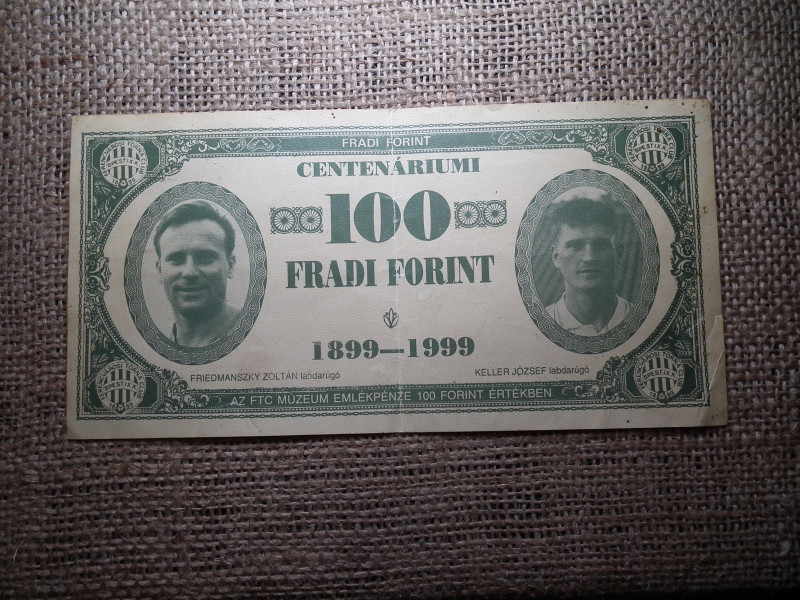 FRADI FORINT
CENTENÁRIUMI
100
FRADI FORINT
1899—1999
FRIEDMANSZKY ZOLTÁN labdarúgó
KELLER JÓZSEF labdarúgó
AZ FTC MÚZEUM EMLÉKPÉNZE 100 FORINT ÉRTÉKBEN